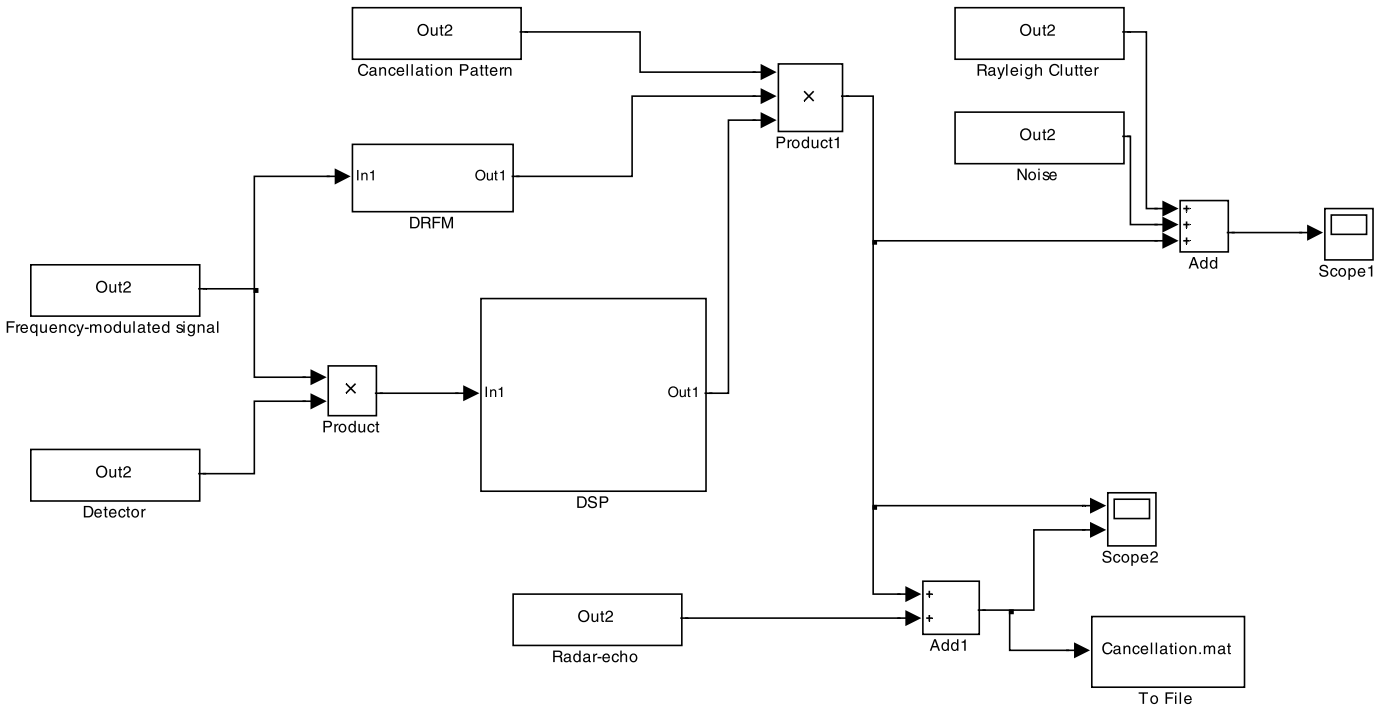 Out2
Cancellation Pattern
Out2
Rayleigh Clutter
×
Product1
Out2
Noise
In1 Out1
DRFM
+
+
+
Add
Scope1
Out2
Frequency-modulated signal
×
Product
In1 Out1
DSP
Out2
Detector
Scope2
Out2
Radar-echo
+
+
Add1
Cancellation.mat
To File